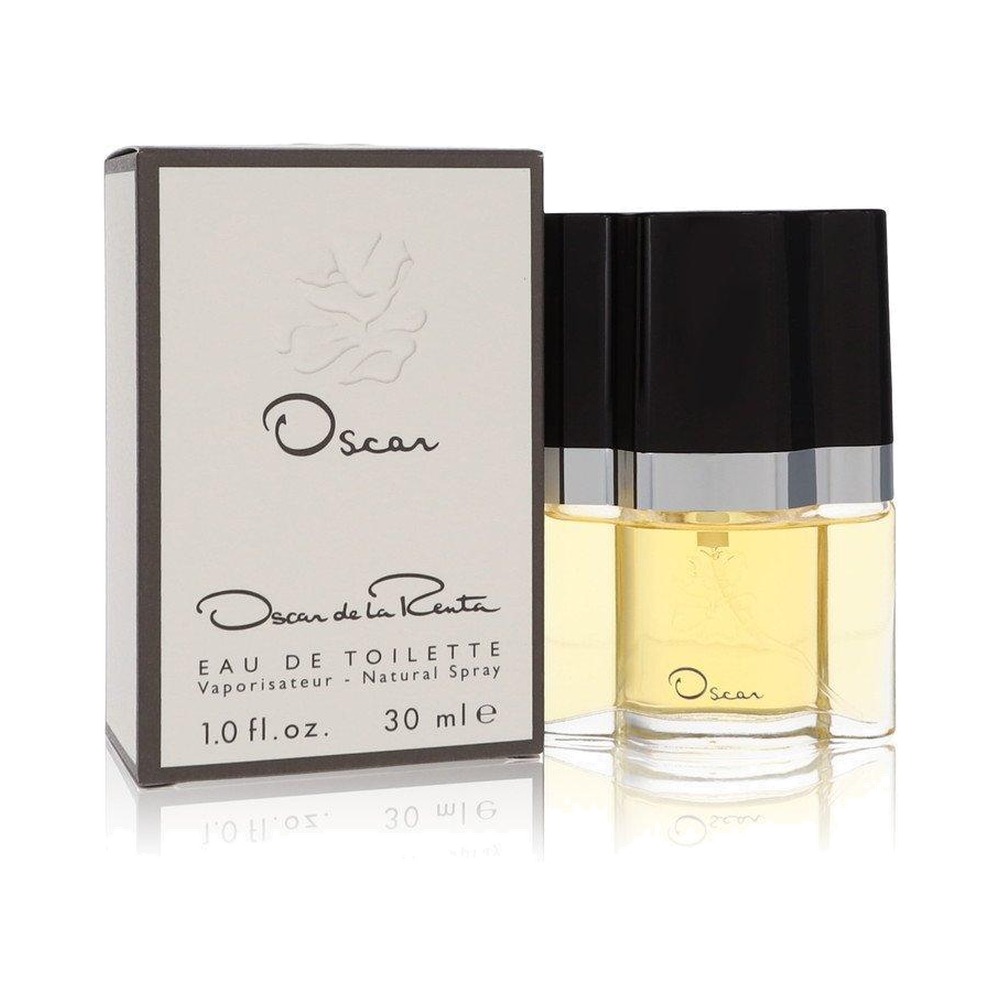 Oscar
Oscar de la Renta
EAU DE TOILETTE
Vaporisateur - Natural Spray
1.0 fl.oz. 30 ml e
Oscar